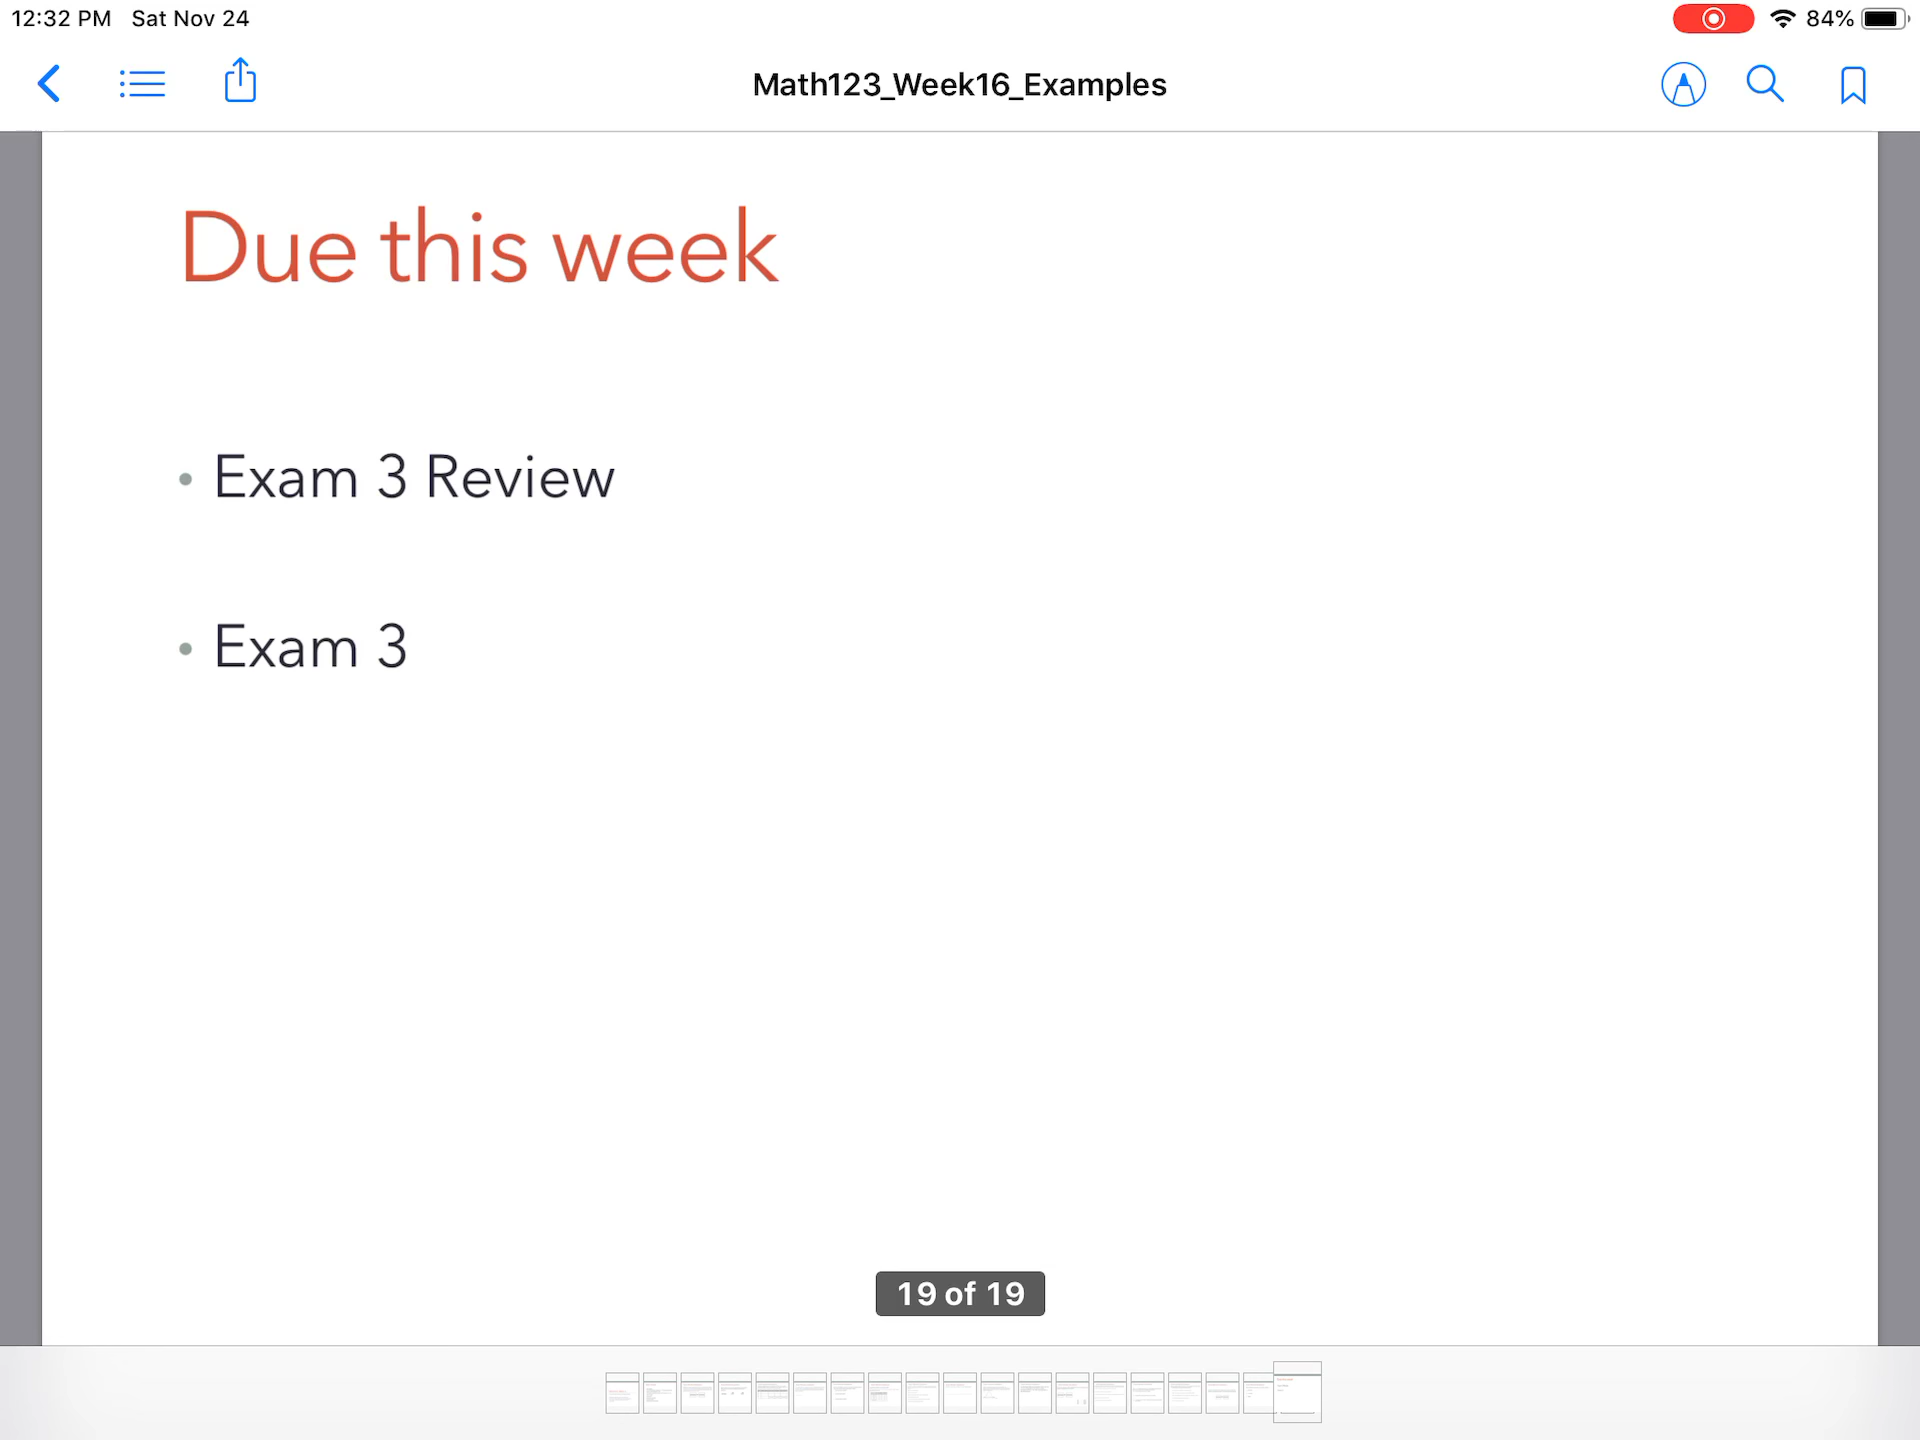 12:32 PM Sat Nov 24
84%
Math123_Week16_Examples
Due this week
• Exam 3 Review
• Exam 3
19 of 19